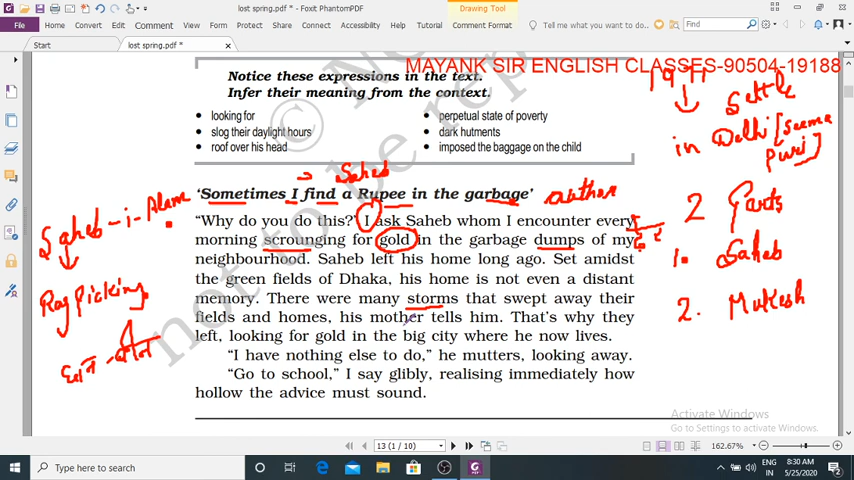 lost spring.pdf * - Foxit PhantomPDF
Drawing Tool
File Home Comment View Form Protect Share Accessibility Help Tutorial Comment Format Tell me what you want to do... Find
Start lost spring.pdf *
MAYANK SIR ENGLISH CLASSES-90504-19188
Notice these expressions in the text.
Infer their meaning from the context.
• looking for • perpetual state of poverty
• slog their daylight hours • dark hutments
• roof over his head • imposed the baggage on the child
1971
Settle
in Delhi [Seema
Puri]
Saheb
'Sometimes I find a Rupee in the garbage' author
"Why do you do this?" I ask Saheb whom I encounter every
morning scrounging for gold in the garbage dumps of my
neighbourhood. Saheb left his home long ago. Set amidst
the green fields of Dhaka, his home is not even a distant
memory. There were many storms that swept away their
fields and homes, his mother tells him. That's why they
left, looking for gold in the big city where he now lives.
"I have nothing else to do," he mutters, looking away.
"Go to school," I say glibly, realising immediately how
hollow the advice must sound.
Saheb-i-Alam
Rag Picking
2 Parts
1. Saheb
2. Mukesh
Activate Windows
Go to Settings to activate Windows.
13 (1 / 10) 162.67%
Type here to search
ENG
IN
8:30 AM
5/25/2020